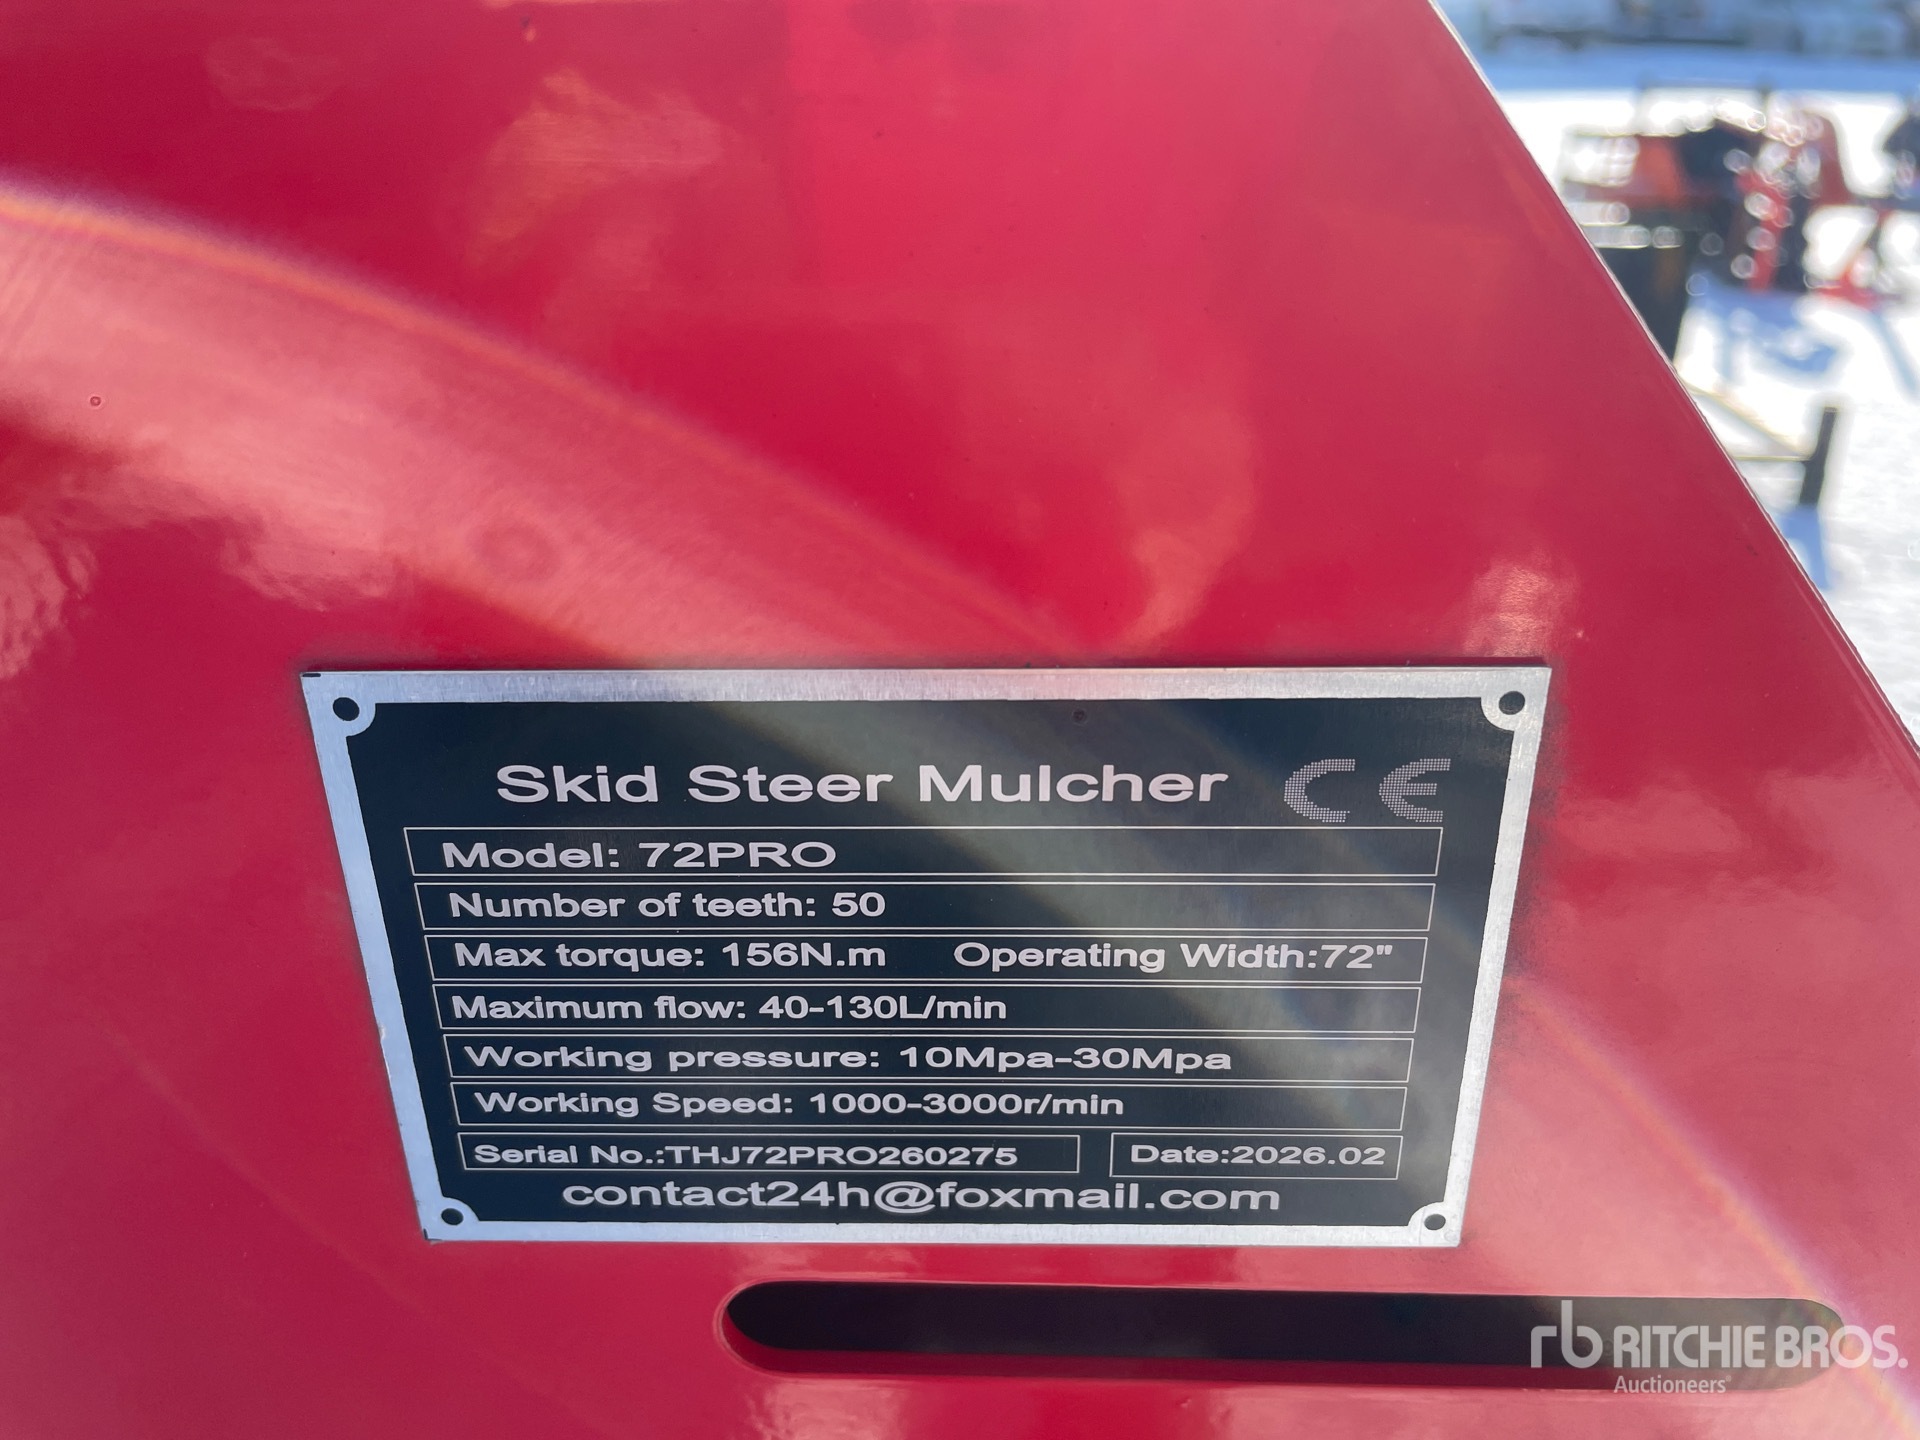 Skid Steer Mulcher CE
Model: 72PRO
Number of teeth: 50
Max torque: 156N.m Operating Width:72"
Maximum flow: 40-130L/min
Working pressure: 10Mpa-30Mpa
Working Speed: 1000-3000r/min
Serial No.:THJ72PRO260275 Date:2026.02
contact24h@foxmail.com
rb RITCHIE BROS.
Auctioneers